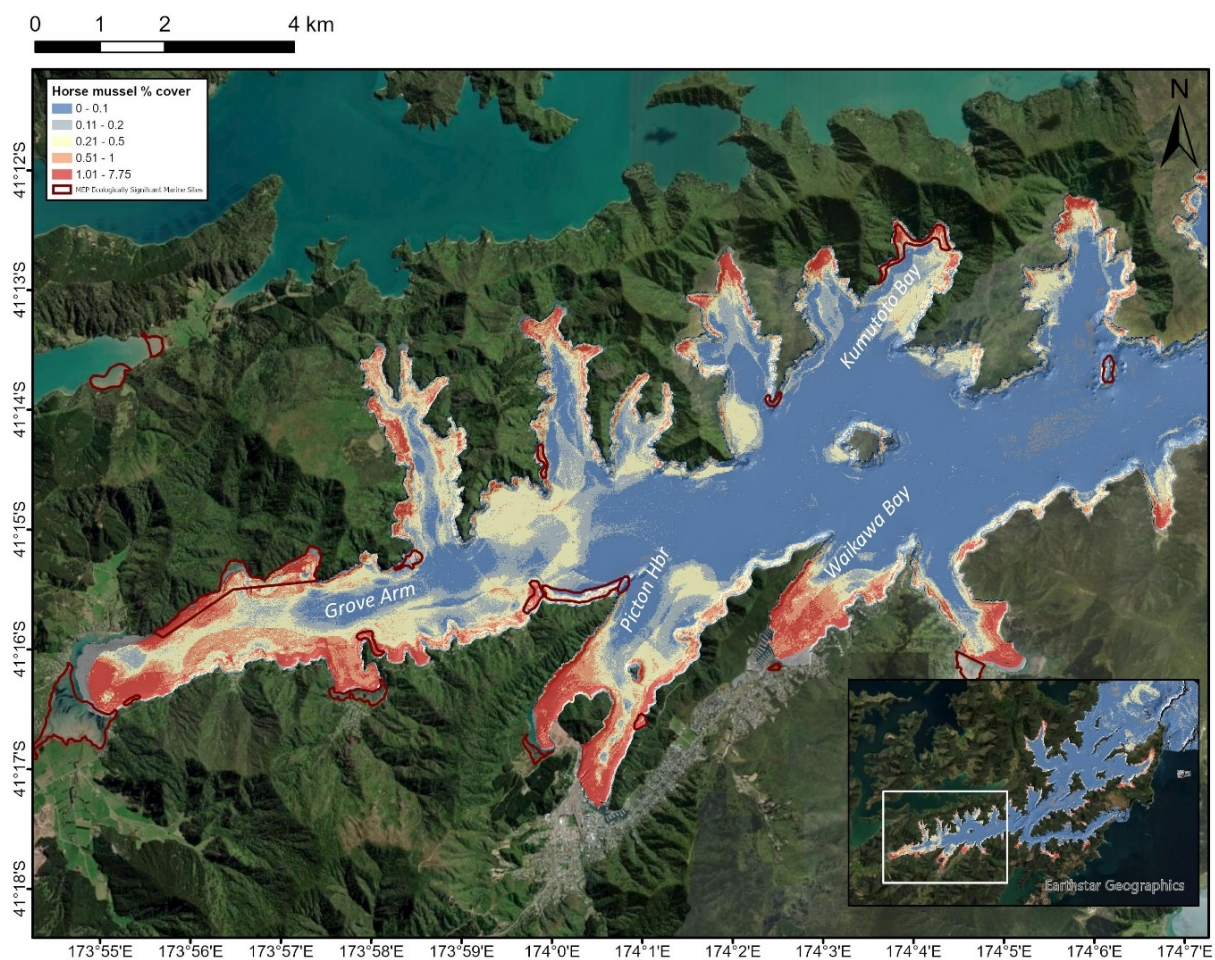 0 1 2 4 km
Horse mussel % cover
0 - 0.1
0.11 - 0.2
0.21 - 0.5
0.51 - 1
1.01 - 7.75
MEP Ecologically Significant Marine Sites
N
41°12'S
41°13'S
41°14'S
41°15'S
41°16'S
41°17'S
41°18'S
Kumutoto Bay
Waikawa Bay
Picton Hbr
Grove Arm
Earthstar Geographics
173°55'E 173°56'E 173°57'E 173°58'E 173°59'E 174°0'E 174°1'E 174°2'E 174°3'E 174°4'E 174°5'E 174°6'E 174°7'E